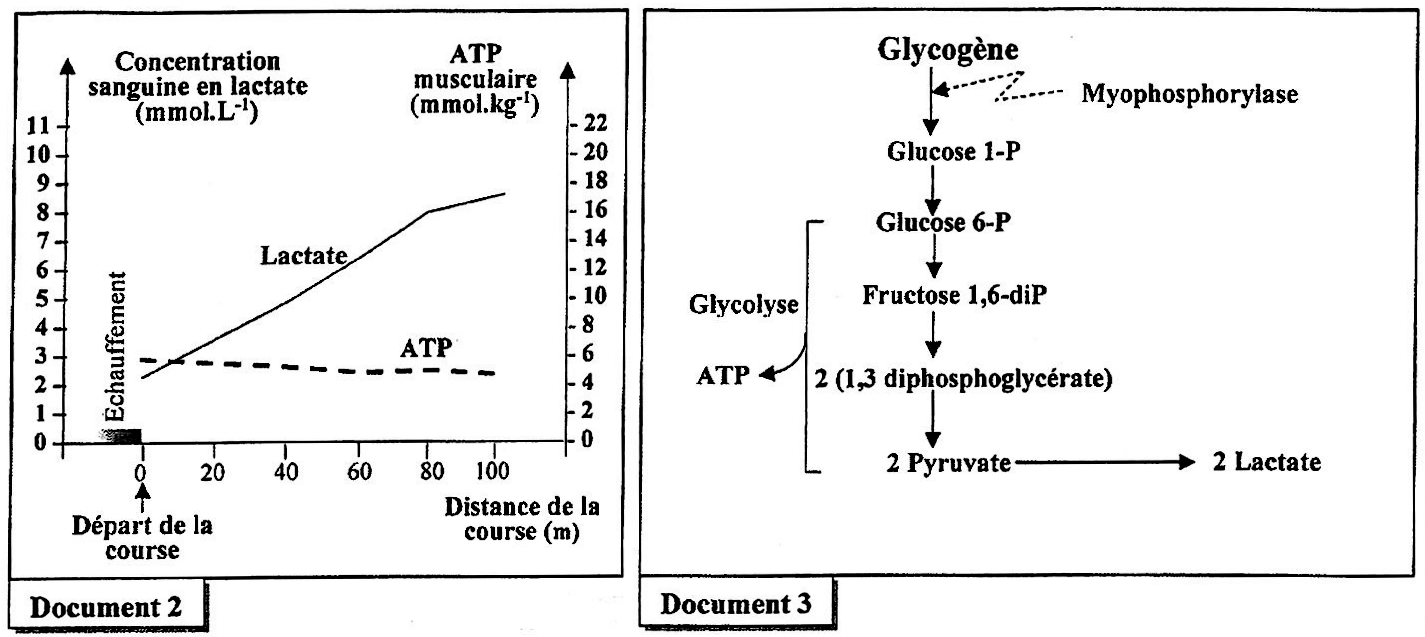 Concentration
sanguine en lactate
(mmol.L⁻¹)
ATP
musculaire
(mmol.kg⁻¹)
11
10
9
8
7
6
5
4
3
2
1
0
22
20
18
16
14
12
10
8
6
4
2
0
Lactate
ATP
Echauffement
0 20 40 60 80 100
Départ de la
course
Distance de la
course (m)
Document 2
Glycogène
Myophosphorylase
Glucose 1-P
Glucose 6-P
Fructose 1,6-diP
Glycolyse
ATP
2 (1,3 diphosphoglycérate)
2 Pyruvate
2 Lactate
Document 3